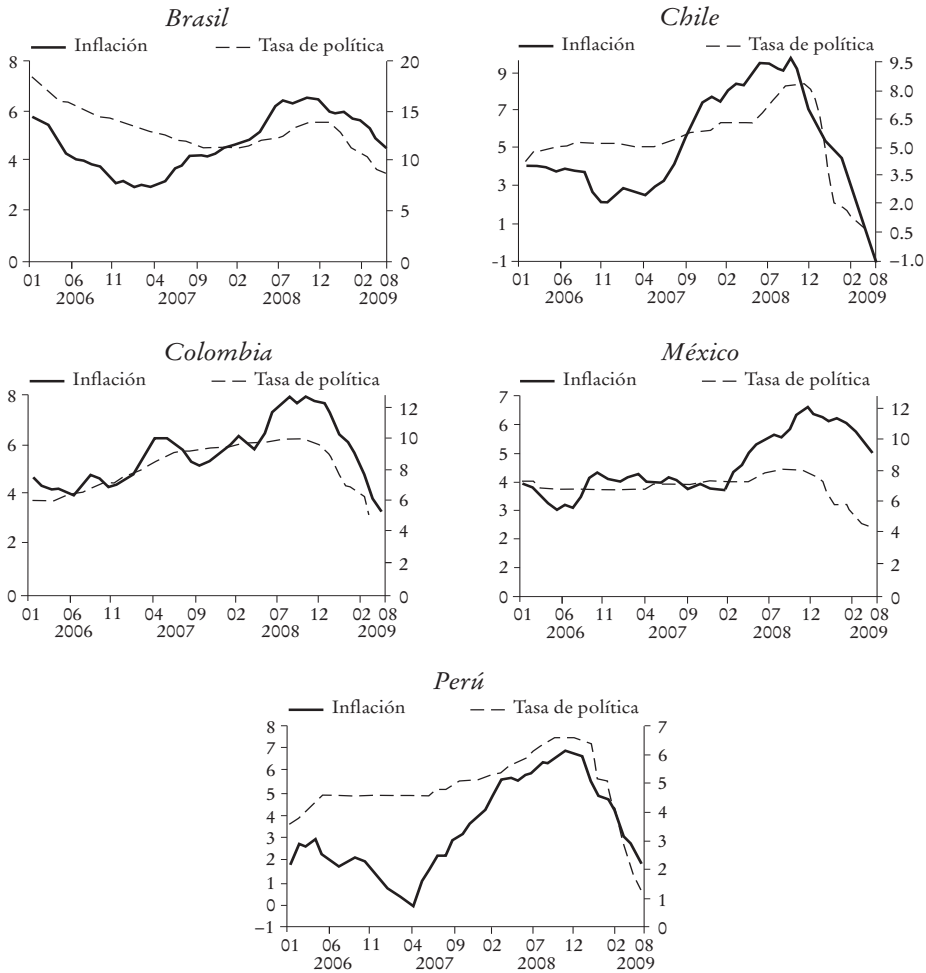 Brasil
Inflación Tasa de política
8 20
6 15
4 10
2 5
0 0
01 06 11 04 09 02 07 12 02 08
2006 2007 2008 2009
Chile
Inflación Tasa de política
9 9.5
8.0
7 6.5
5 5.0
3 3.5
2.0
1 0.5
-1 -1.0
01 06 11 04 09 02 07 12 02 08
2006 2007 2008 2009
Colombia
Inflación Tasa de política
8 12
6 10
8
4 6
2 4
2
0 0
01 06 11 04 09 02 07 12 02 08
2006 2007 2008 2009
México
Inflación Tasa de política
7 12
6 10
5 8
4 6
3 4
2
2 2
0 0
01 06 11 04 09 02 07 12 02 08
2006 2007 2008 2009
Perú
Inflación Tasa de política
8 7
7 6
6
5 5
4 4
3 3
2 2
1
0 1
-1 0
01 06 11 04 09 02 07 12 02 08
2006 2007 2008 2009